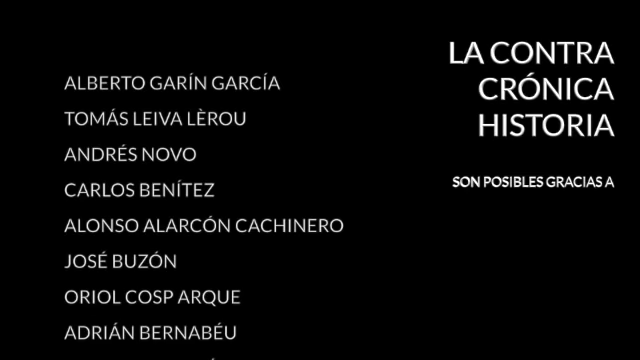 LA CONTRA
CRÓNICA
HISTORIA
SON POSIBLES GRACIAS A
ALBERTO GARÍN GARCÍA
TOMÁS LEIVA LÈROU
ANDRÉS NOVO
CARLOS BENÍTEZ
ALONSO ALARCÓN CACHINERO
JOSÉ BUZÓN
ORIOL COSP ARQUE
ADRIÁN BERNABÉU